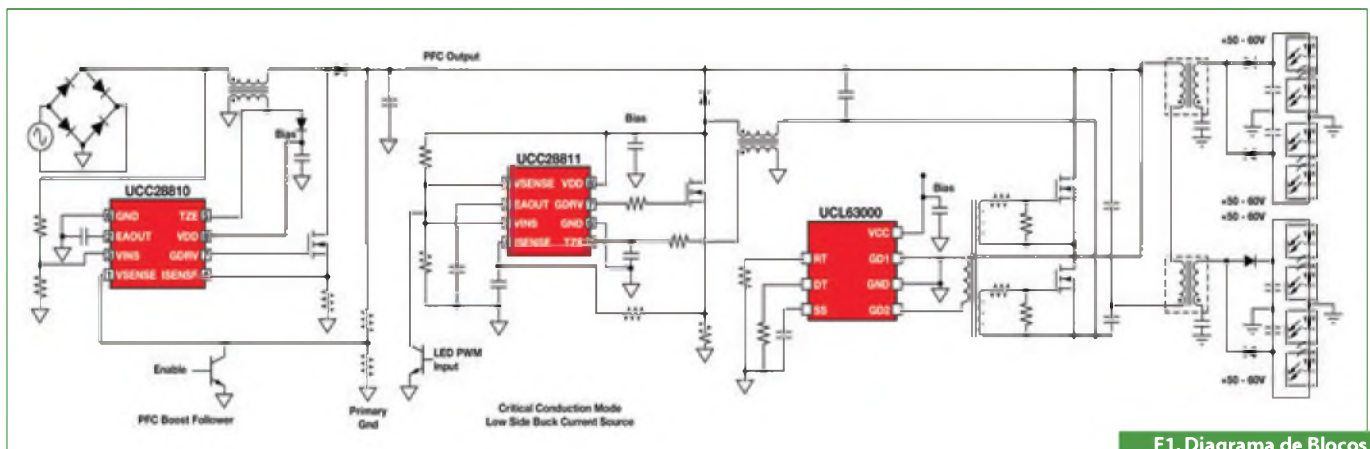 PFC Output
+50 - 60V
Bias
UCC28810
GND TZE
EAOUT VDD
VINS GDRV
VSENSE ISENSE
Enable
PFC Boost Follower
Primary
Gnd
Bias
UCC28811
VSENSE VDD
EAOUT GDRV
VINS GND
ISENSE TZE
LED PWM
Input
Critical Conduction Mode
Low Side Buck Current Source
Bias
UCL63000
VCC
RT GD1
DT GND
SS GD2
+50 - 60V
+50 - 60V
+50 - 60V
F1. Diagrama de Blocos